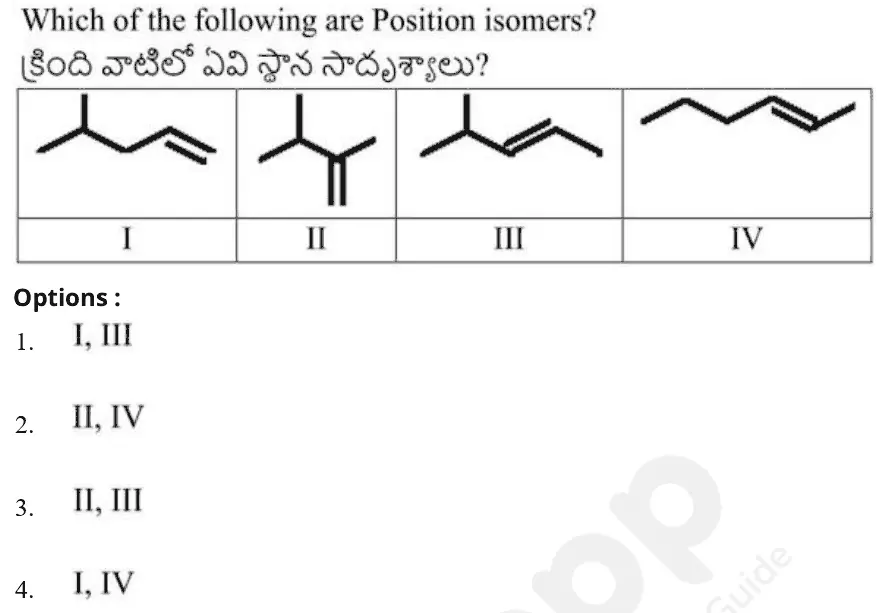 Which of the following are Position isomers?
క్రింది వాటిలో ఏవి స్థాన సాదృశ్యాలు?
I II III IV
Options :
1. I, III
2. II, IV
3. II, III
4. I, IV
Guide